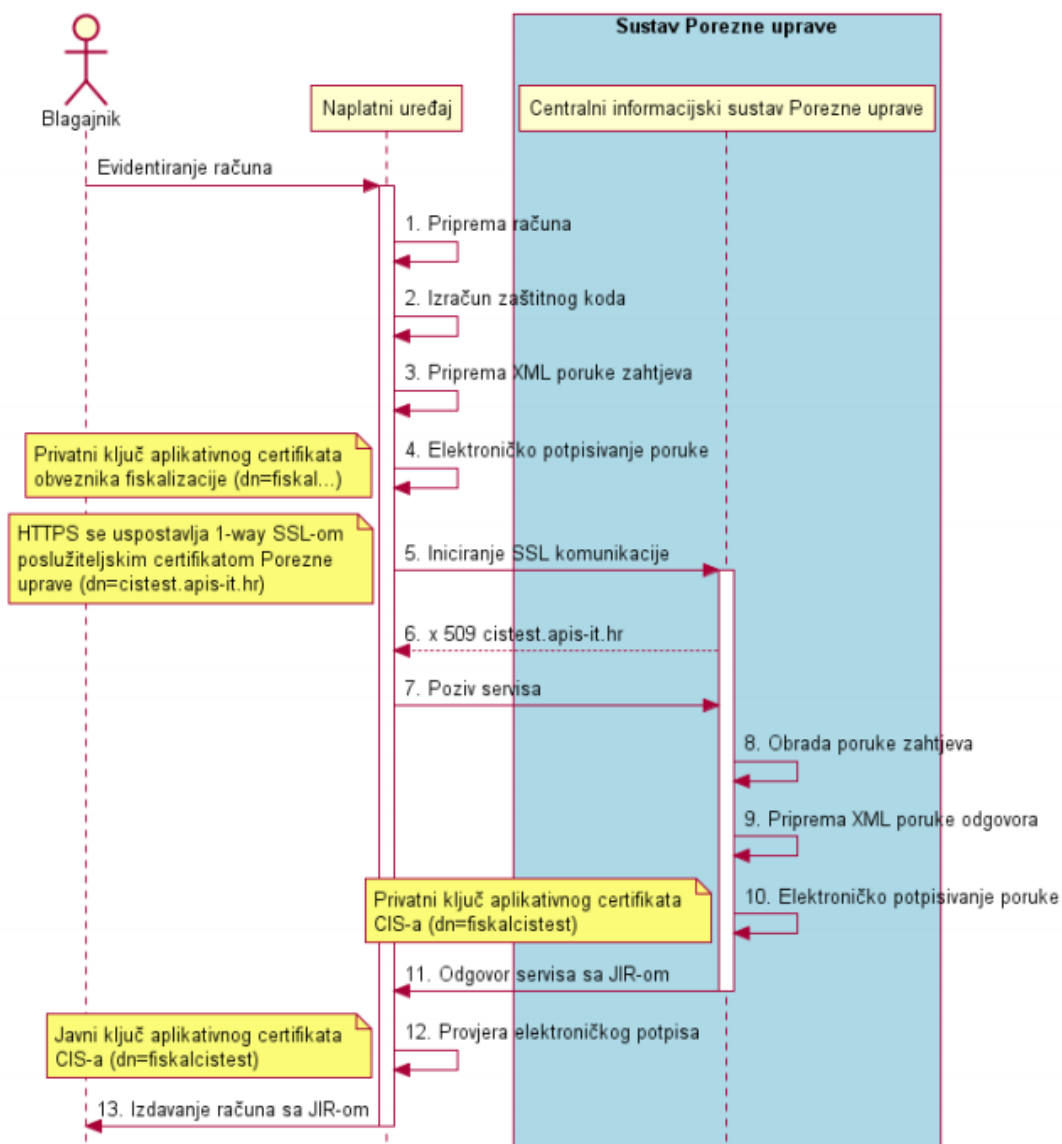 Sustav Porezne uprave
Blagajnik
Naplatni uređaj
Centralni informacijski sustav Porezne uprave
Evidentiranje računa
1. Priprema računa
2. Izračun zaštitnog koda
3. Priprema XML poruke zahtjeva
Privatni ključ aplikativnog certifikata
obveznika fiskalizacije (dn=fiskal...)
4. Elektroničko potpisivanje poruke
HTTPS se uspostavlja 1-way SSL-om
poslužiteljskim certifikatom Porezne
uprave (dn=cistest.apis-it.hr)
5. Iniciranje SSL komunikacije
6. x 509 cistest.apis-it.hr
7. Poziv servisa
8. Obrada poruke zahtjeva
9. Priprema XML poruke odgovora
Privatni ključ aplikativnog certifikata
CIS-a (dn=fiskalcistest)
10. Elektroničko potpisivanje poruke
11. Odgovor servisa sa JIR-om
Javni ključ aplikativnog certifikata
CIS-a (dn=fiskalcistest)
12. Provjera elektroničkog potpisa
13. Izdavanje računa sa JIR-om